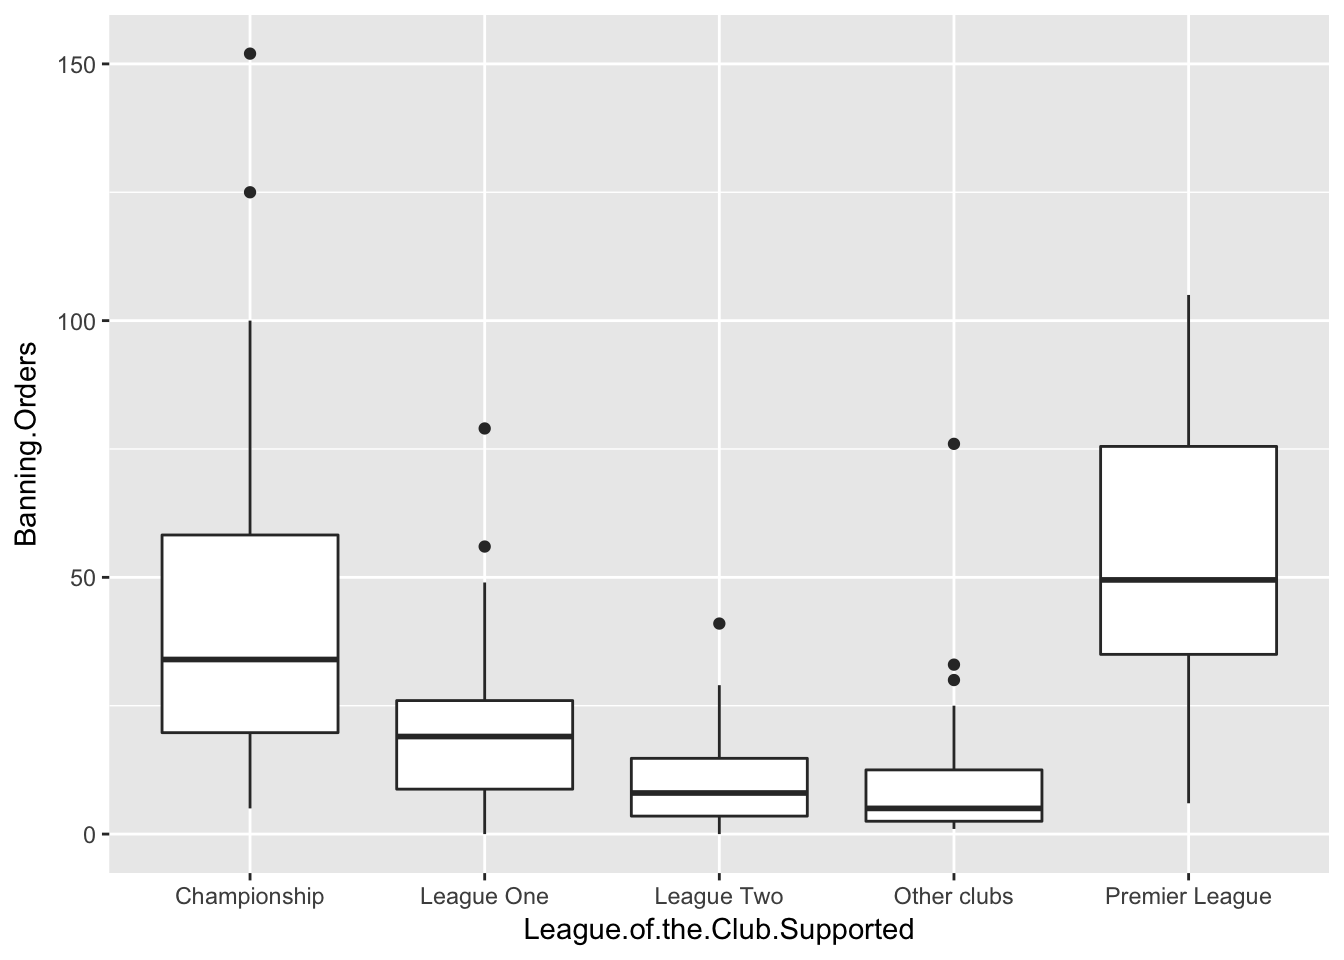 150
100
50
0
Banning.Orders
Championship League One League Two Other clubs Premier League
League.of.the.Club.Supported